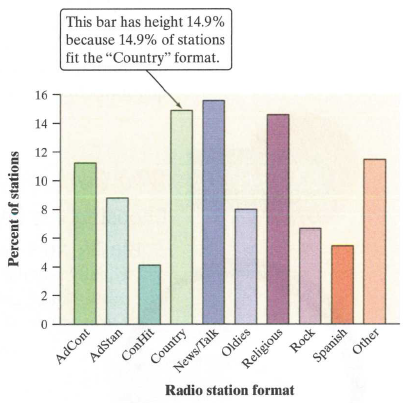 This bar has height 14.9%
because 14.9% of stations
fit the “Country” format.
16
14
12
10
8
6
4
2
0
Percent of stations
AdCont
AdStan
ConHit
Country
News/Talk
Oldies
Religious
Rock
Spanish
Other
Radio station format